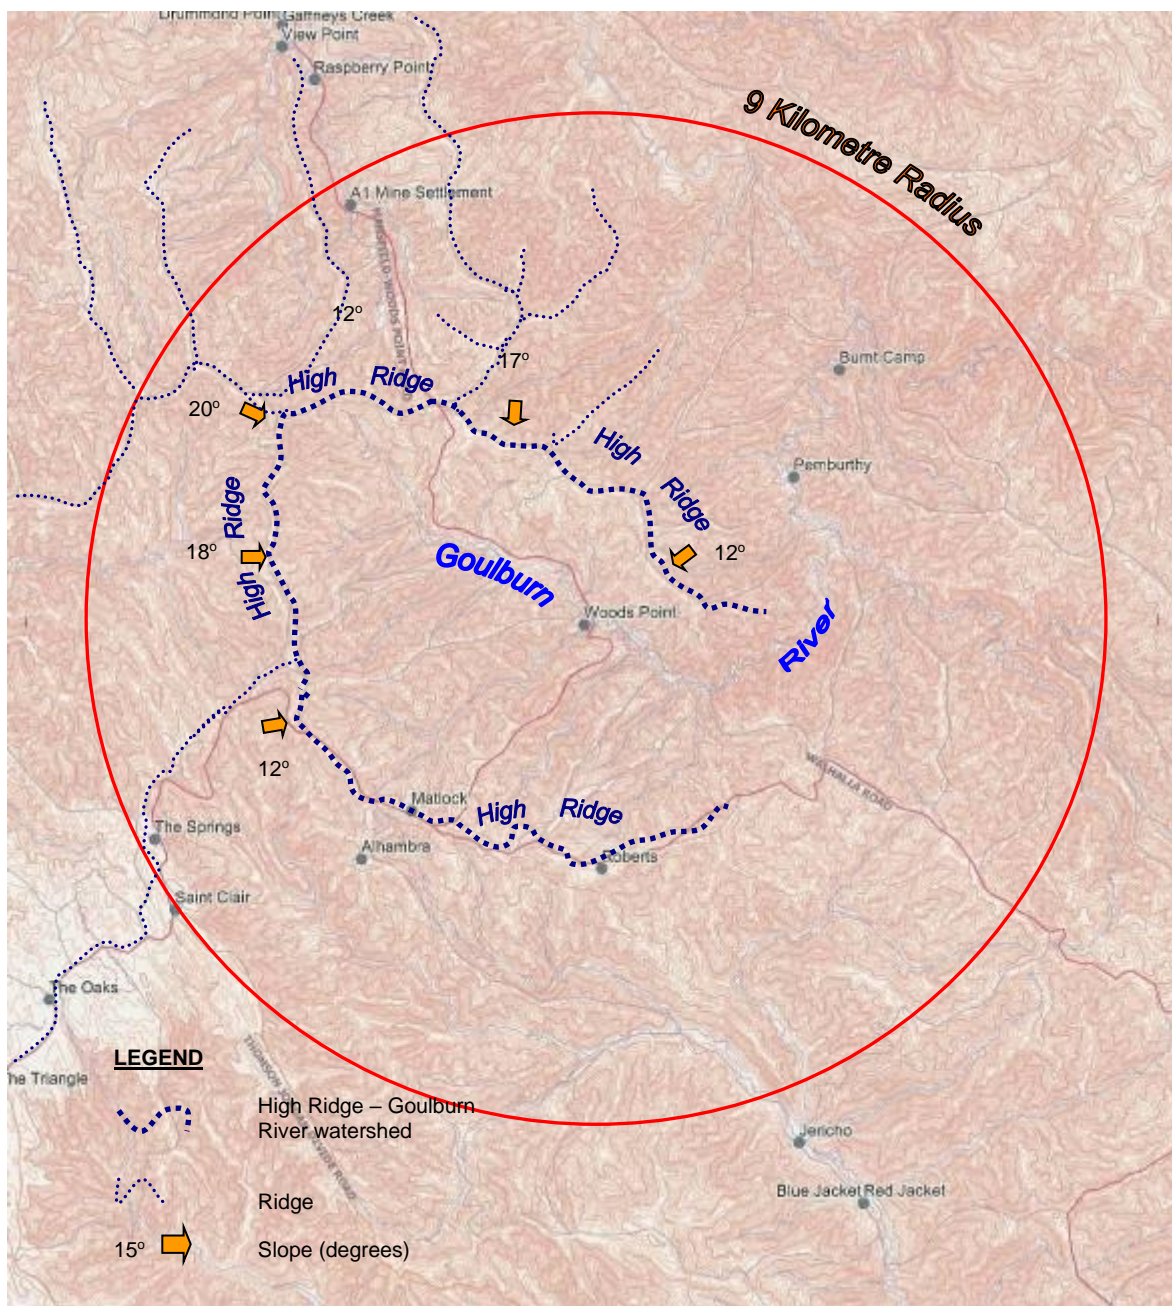 Drummond Point
Gaffneys Creek
View Point
Raspberry Point
9 Kilometre Radius
A1 Mine Settlement
12º
17º
Burnt Camp
High Ridge
20º
High Ridge
Pemburthy
High Ridge
18º
12º
Goulburn
River
Woods Point
12º
WALHALLA ROAD
Matlock
High Ridge
The Springs
Alhambra
Roberts
Saint Clair
The Oaks
LEGEND
he Triangle
High Ridge – Goulburn
River watershed
Jericho
Blue Jacket
Red Jacket
Ridge
15º
Slope (degrees)